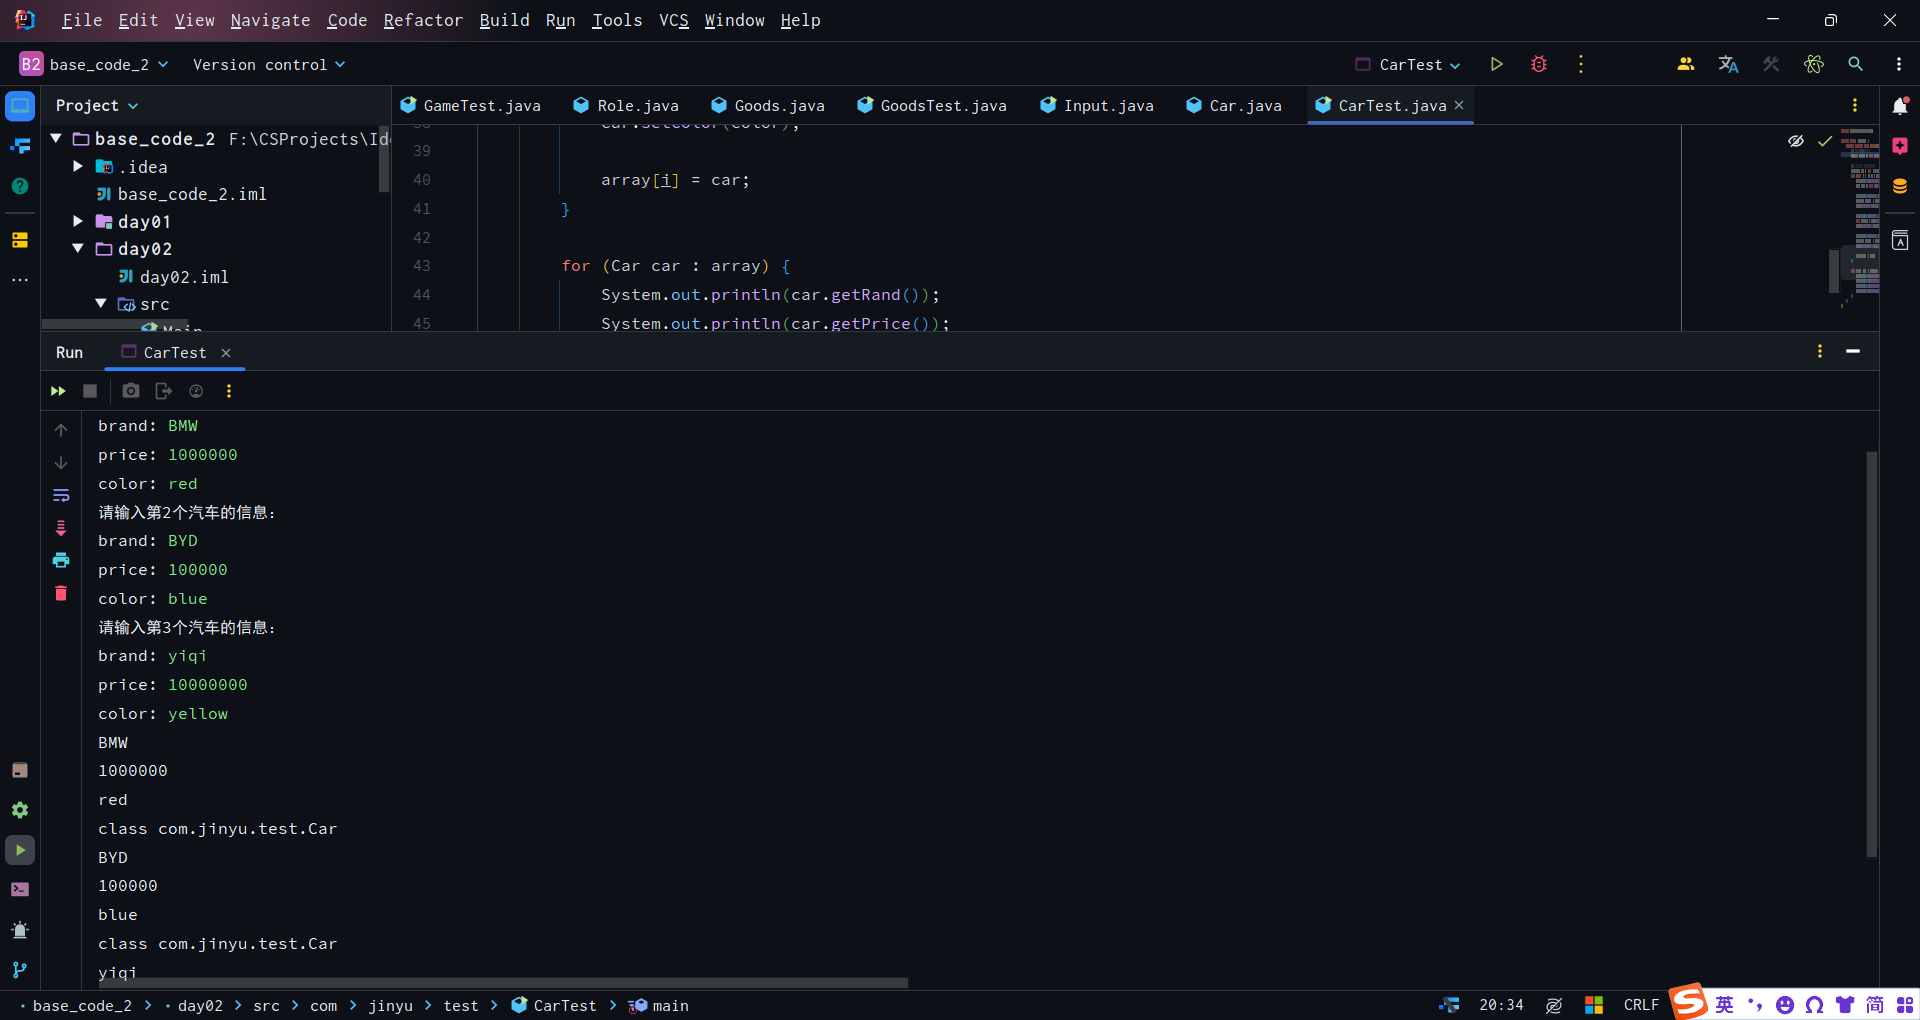 File Edit View Navigate Code Refactor Build Run Tools VCS Window Help
B2 base_code_2 Version control CarTest
Project
GameTest.java Role.java Goods.java GoodsTest.java Input.java Car.java CarTest.java
base_code_2 F:\CSProjects\Id
.idea
base_code_2.iml
day01
day02
day02.iml
src
Main
38 car.setColor(color);
39
40 array[i] = car;
41 }
42
43 for (Car car : array) {
44 System.out.println(car.getRand());
45 System.out.println(car.getPrice());
Run CarTest
brand: BMW
price: 1000000
color: red
请输入第2个汽车的信息:
brand: BYD
price: 100000
color: blue
请输入第3个汽车的信息:
brand: yiqi
price: 10000000
color: yellow
BMW
1000000
red
class com.jinyu.test.Car
BYD
100000
blue
class com.jinyu.test.Car
yiqi
base_code_2 > day02 > src > com > jinyu > test > CarTest > main
20:34 CRLF
S 英 简